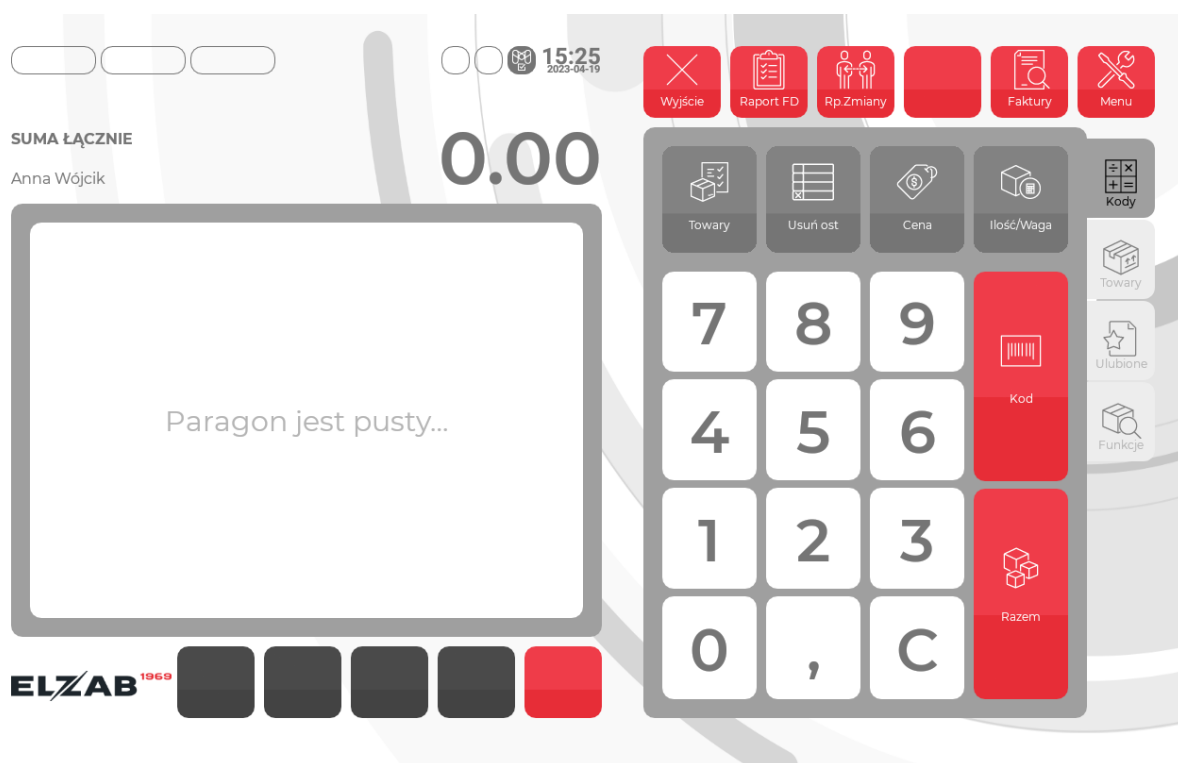 15:25
2023-04-19
SUMA ŁĄCZNIE
0.00
Anna Wójcik
Paragon jest pusty...
ELZAB 1969
Wyjście
Raport FD
Rp.Zmiany
Faktury
Menu
Towary
Usuń ost
Cena
Ilość/Waga
7
8
9
Kod
4
5
6
1
2
3
Razem
0
,
C
Kody
Towary
Ulubione
Funkcje